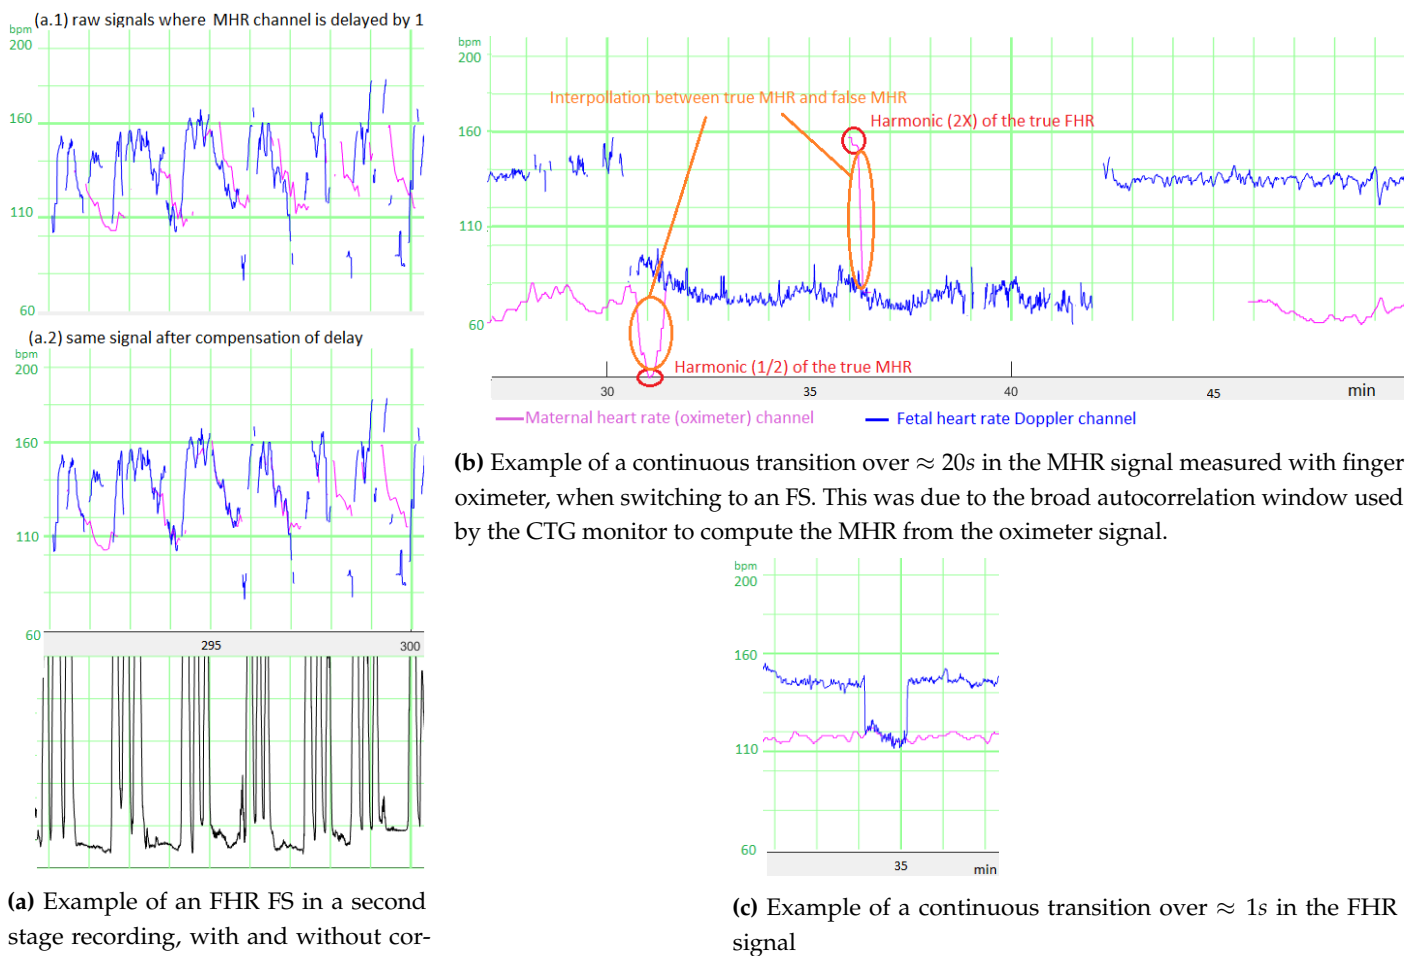 (a.1) raw signals where MHR channel is delayed by 1
bpm
200
160
110
60
(a.2) same signal after compensation of delay
bpm
200
160
110
60
295
300
(a) Example of an FHR FS in a second
stage recording, with and without cor-
bpm
200
160
110
60
Interpollation between true MHR and false MHR
Harmonic (2X) of the true FHR
Harmonic (1/2) of the true MHR
30
35
40
45
min
Maternal heart rate (oximeter) channel
Fetal heart rate Doppler channel
(b) Example of a continuous transition over ≈ 20s in the MHR signal measured with finger
oximeter, when switching to an FS. This was due to the broad autocorrelation window used
by the CTG monitor to compute the MHR from the oximeter signal.
bpm
200
160
110
60
35
min
(c) Example of a continuous transition over ≈ 1s in the FHR
signal